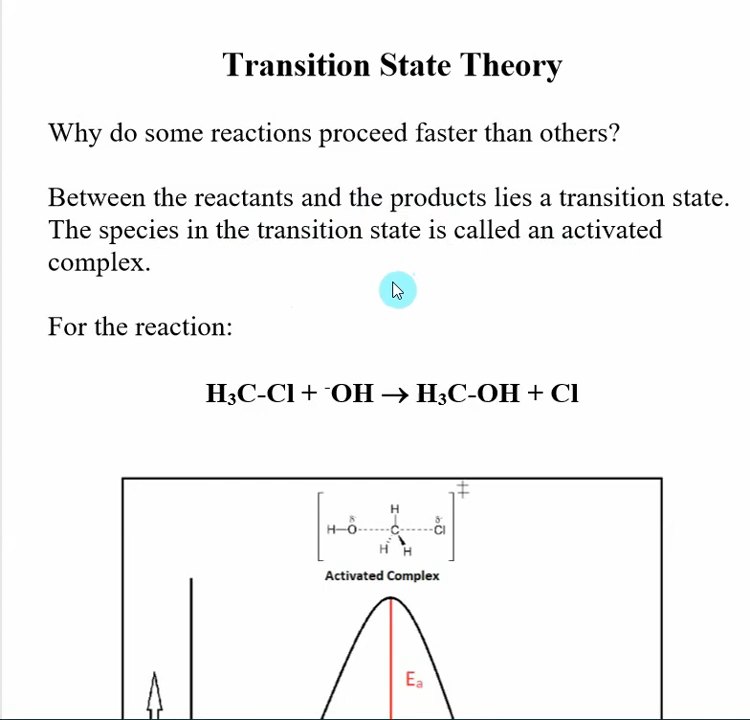 Transition State Theory
Why do some reactions proceed faster than others?
Between the reactants and the products lies a transition state.
The species in the transition state is called an activated
complex.
For the reaction:
H₃C-Cl + ⁻OH → H₃C-OH + Cl
‡
H
δ⁻ δ⁻
H—O------C------Cl
H H
Activated Complex
Eₐ